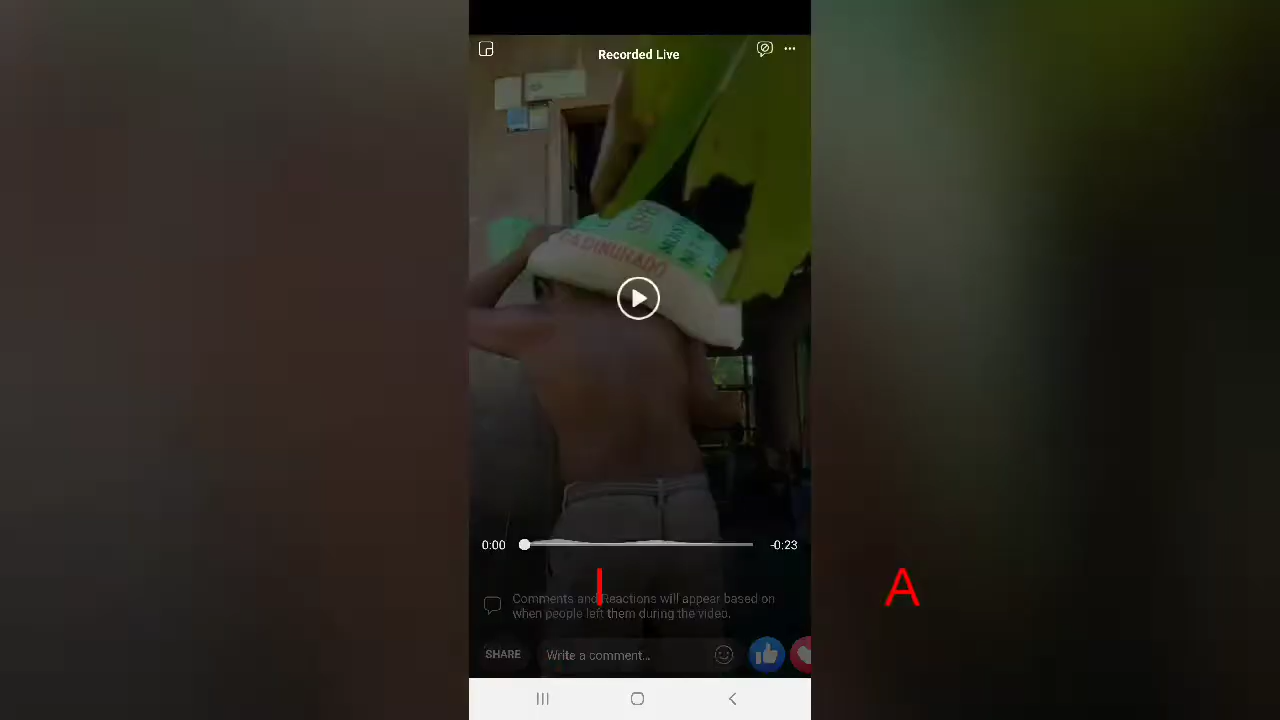 Recorded Live
DINURADO
0:00
-0:23
I
A
Comments and Reactions will appear based on
when people left them during the video.
SHARE
Write a comment...